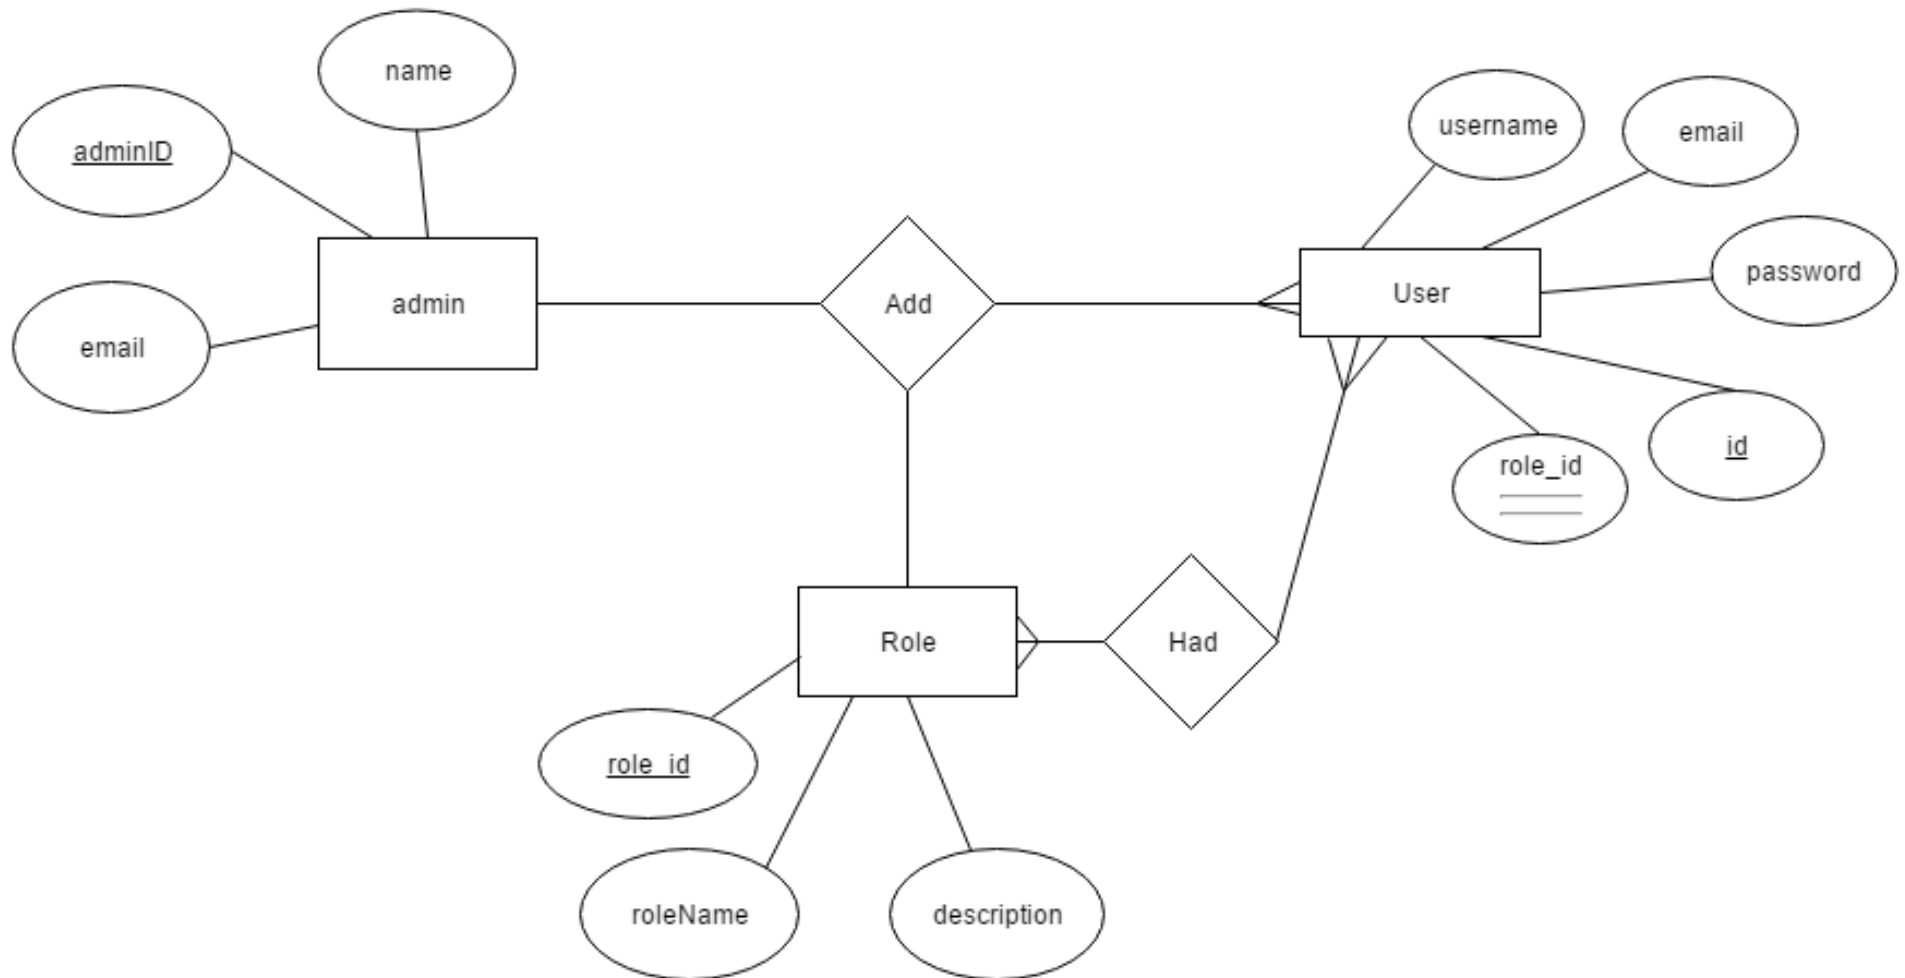 name
adminID
username
email
password
admin
Add
User
email
id
role_id
Role
Had
role_id
roleName
description